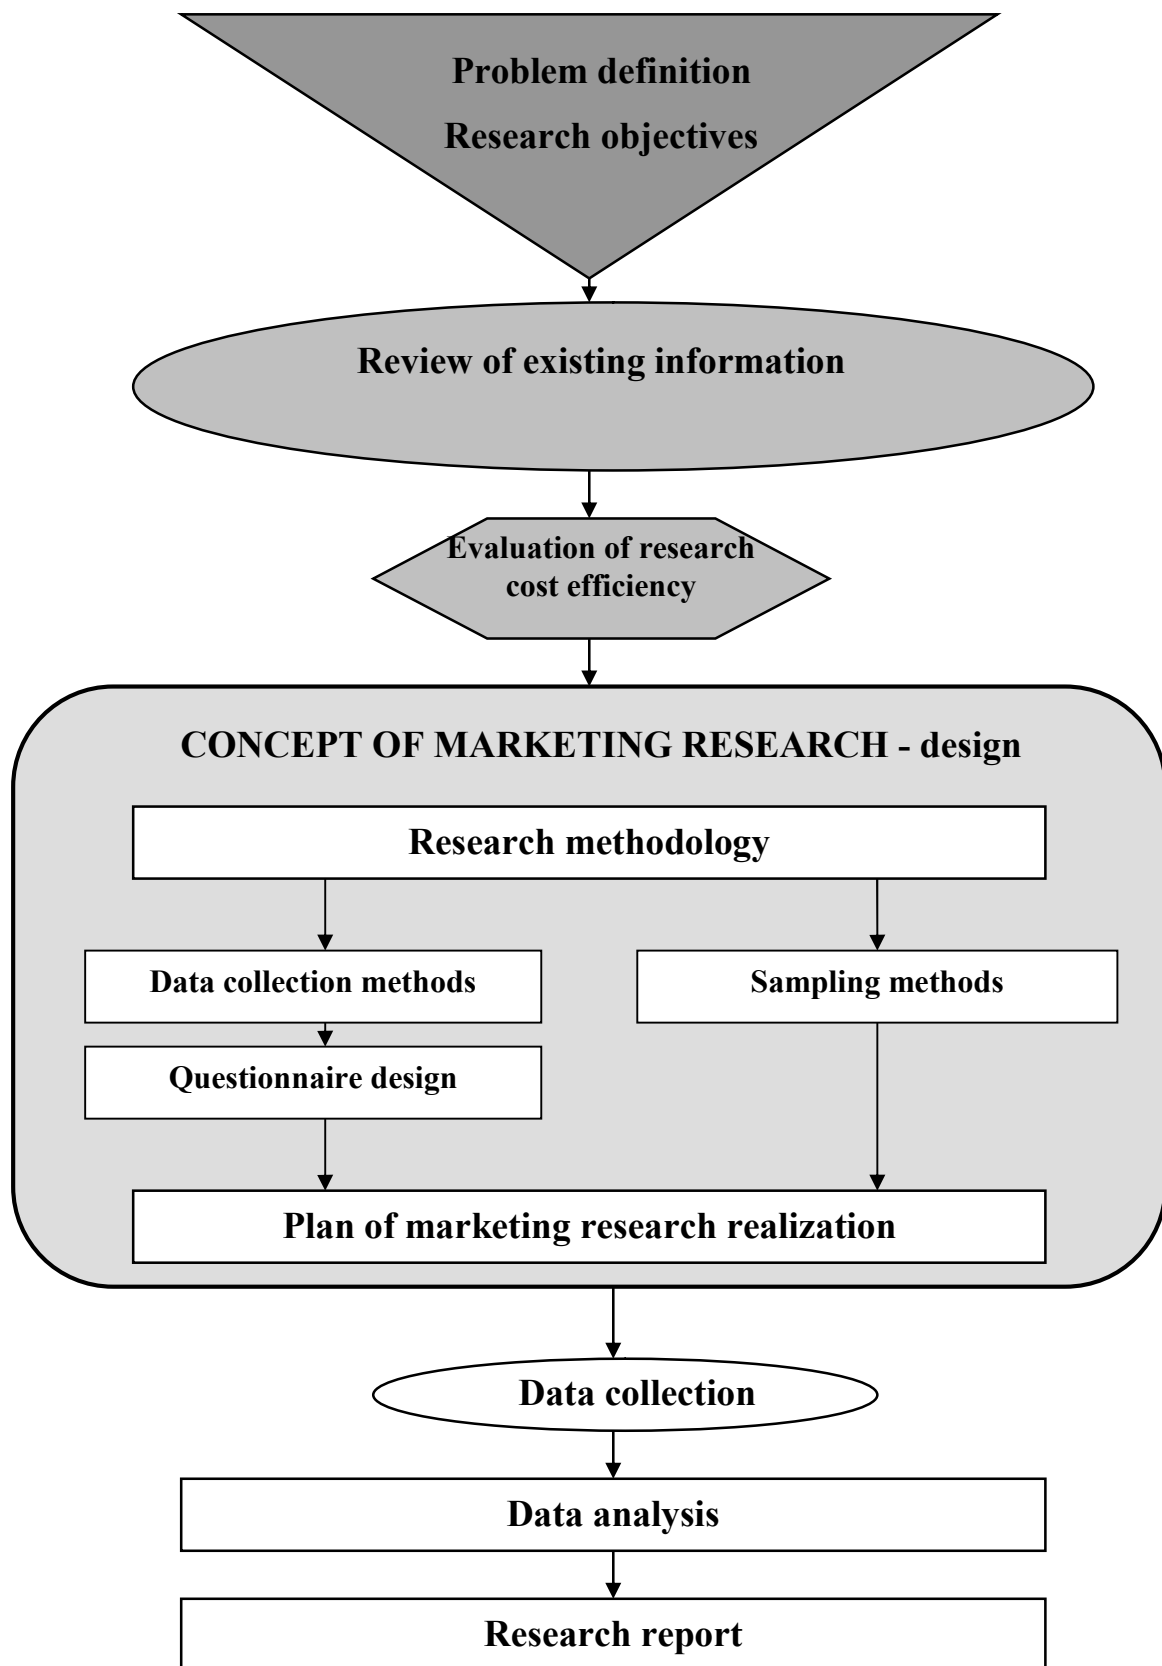 Problem definition
Research objectives
Review of existing information
Evaluation of research
cost efficiency
CONCEPT OF MARKETING RESEARCH - design
Research methodology
Data collection methods
Sampling methods
Questionnaire design
Plan of marketing research realization
Data collection
Data analysis
Research report